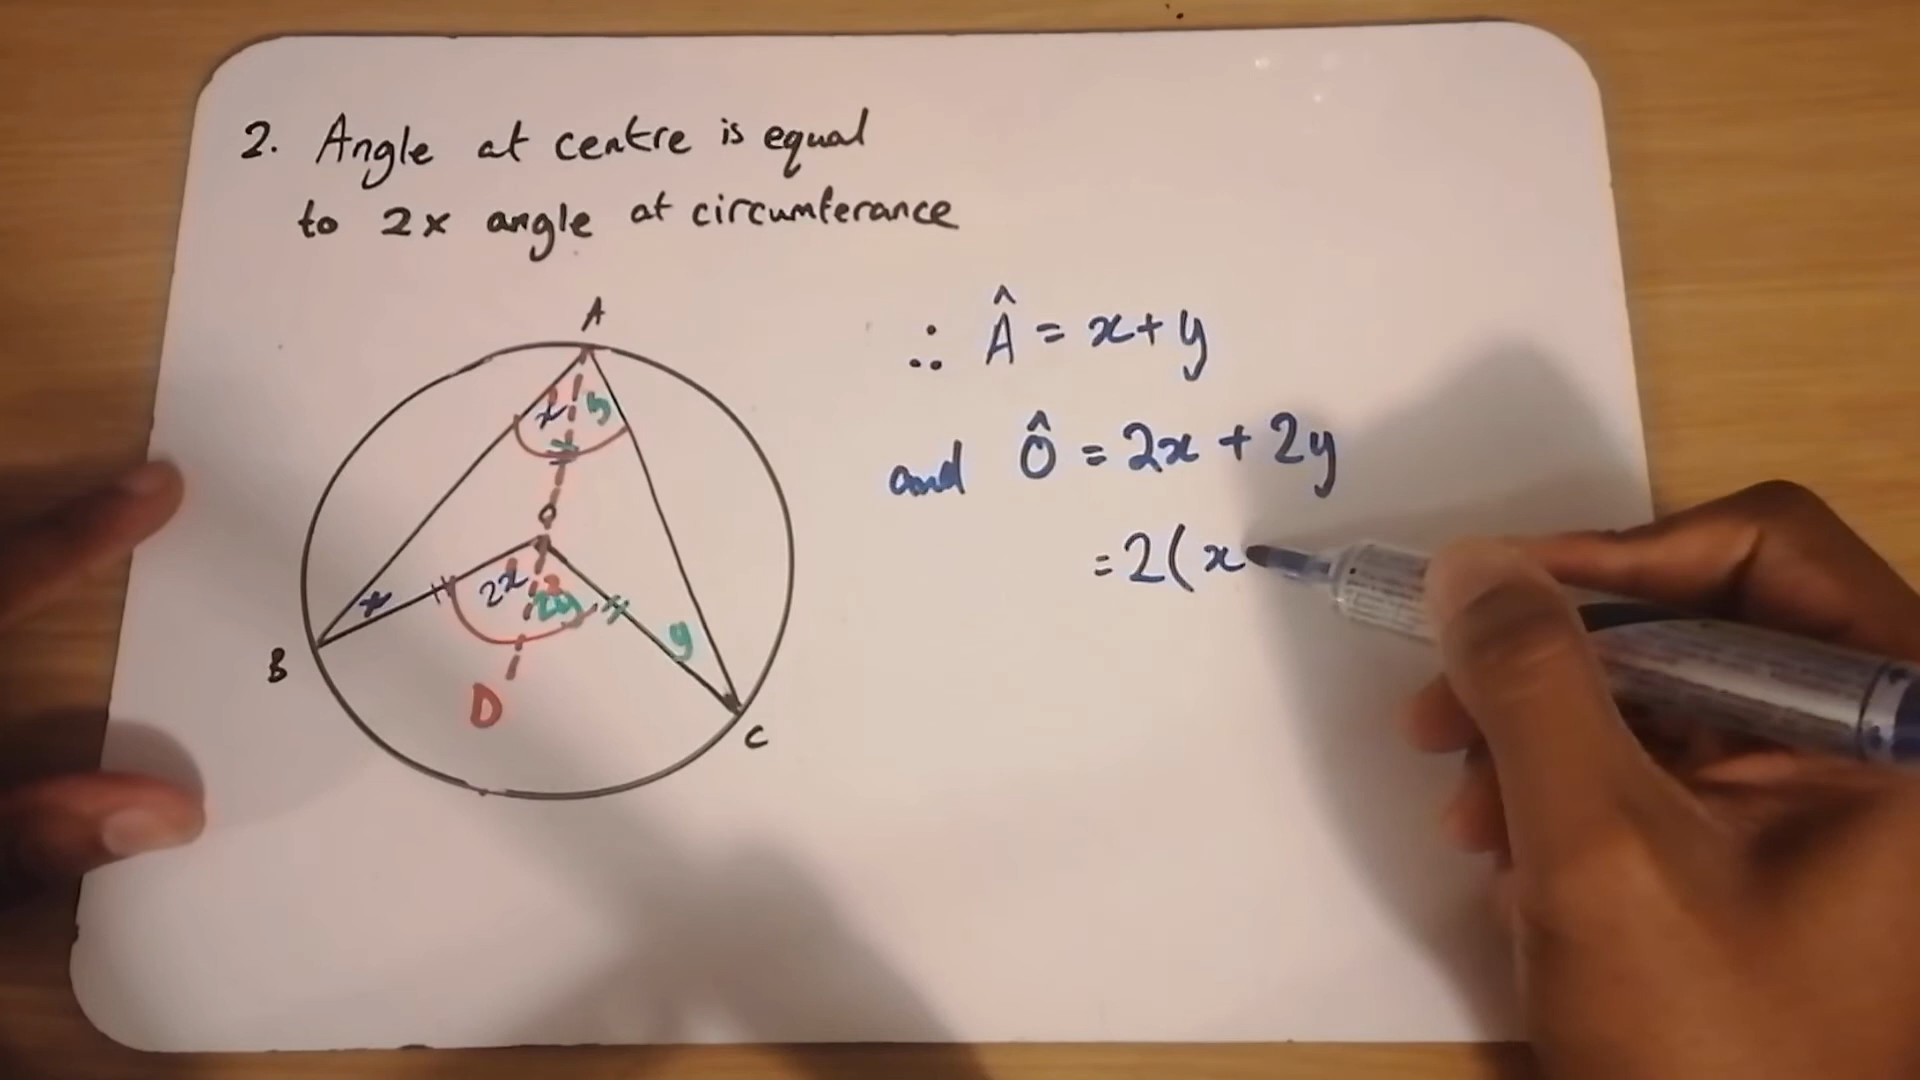 2. Angle at centre is equal
to 2x angle at circumferance
A
x y
O
2x 2y
x
y
B
D
C
∴ Â = x + y
and Ô = 2x + 2y
= 2(x